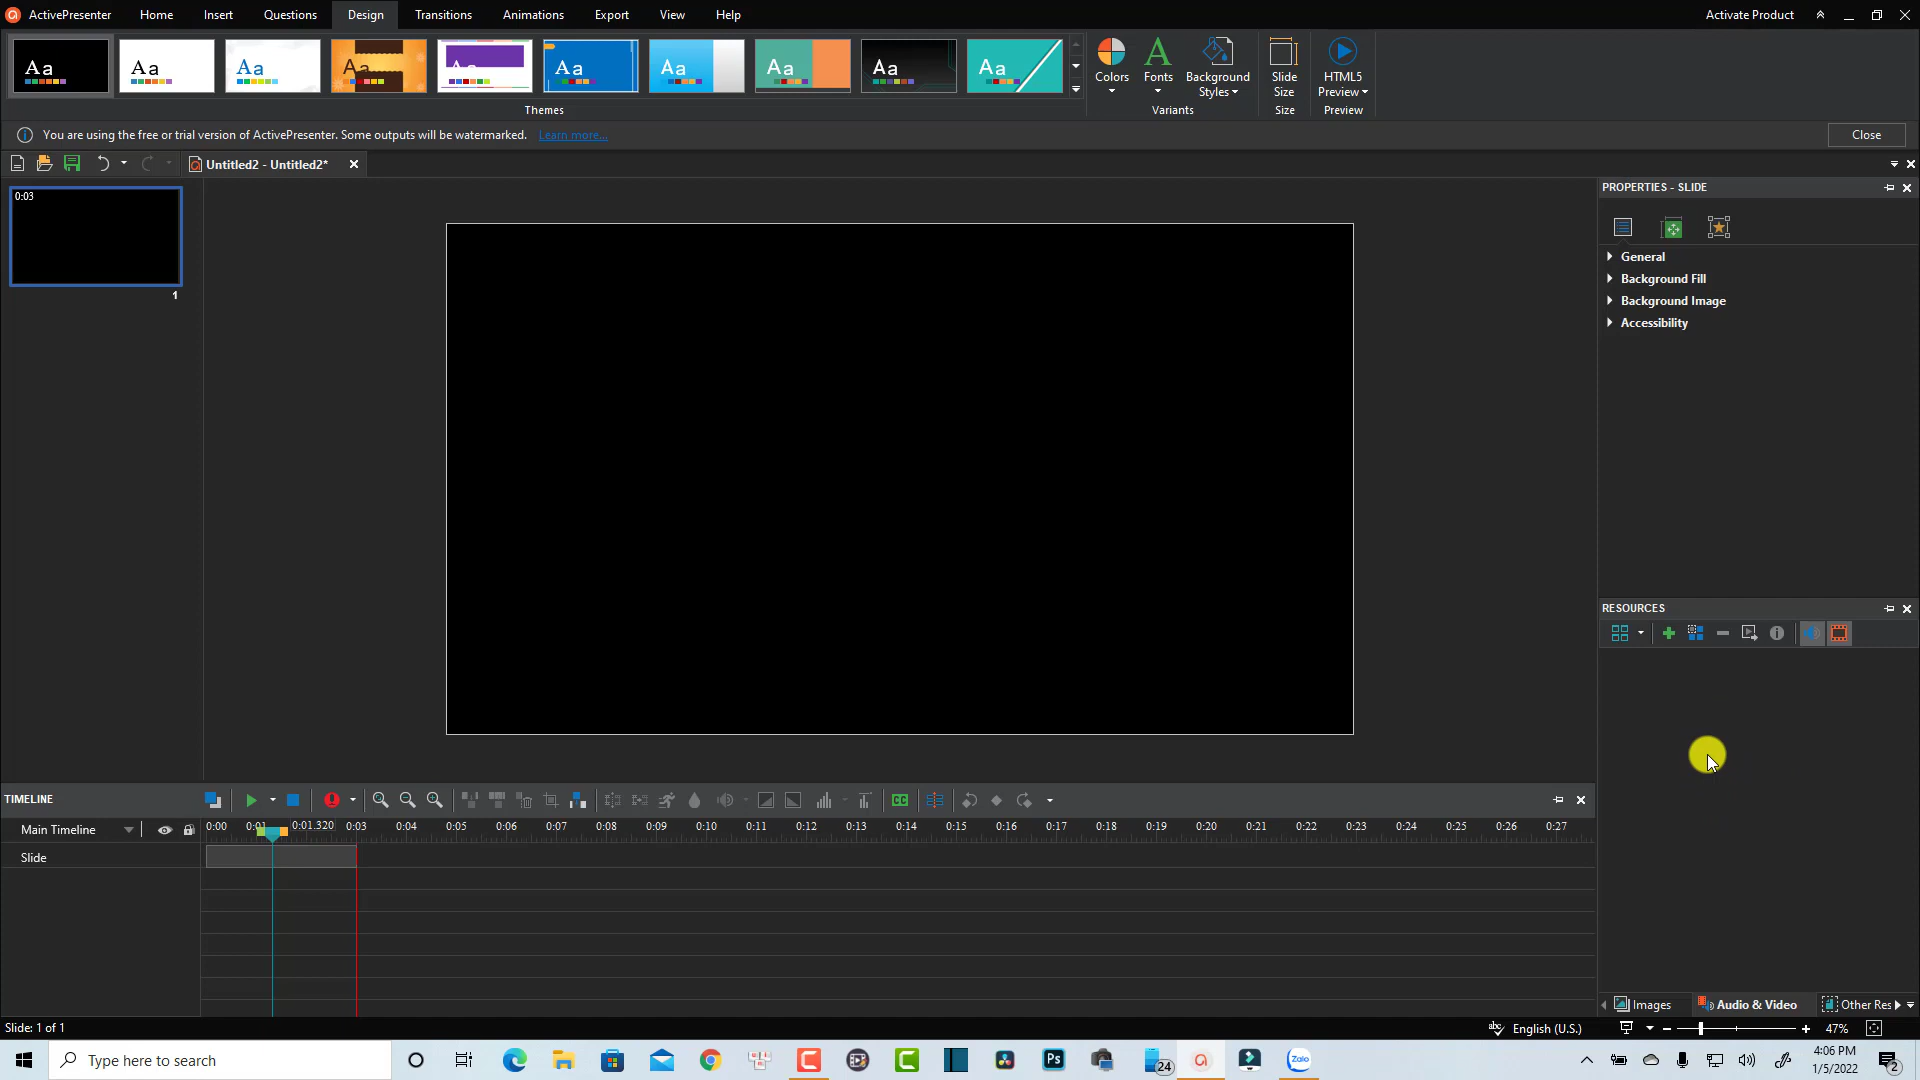 ActivePresenter Home Insert Questions Design Transitions Animations Export View Help Activate Product
Aa Aa Aa Aa Aa Aa Aa Aa Aa Aa
Colors Fonts Background Styles Slide Size HTML5 Preview
Themes Variants Size Preview
You are using the free or trial version of ActivePresenter. Some outputs will be watermarked. Learn more... Close
Untitled2 - Untitled2*
PROPERTIES - SLIDE
0:03
1
General
Background Fill
Background Image
Accessibility
RESOURCES
TIMELINE
CC
Main Timeline 0:00 0:01 0:01.320 0:03 0:04 0:05 0:06 0:07 0:08 0:09 0:10 0:11 0:12 0:13 0:14 0:15 0:16 0:17 0:18 0:19 0:20 0:21 0:22 0:23 0:24 0:25 0:26 0:27
Slide
Images Audio & Video Other Res
Slide: 1 of 1 abc English (U.S.) 47%
Type here to search
Ps 24 Zalo
4:06 PM
1/5/2022
2